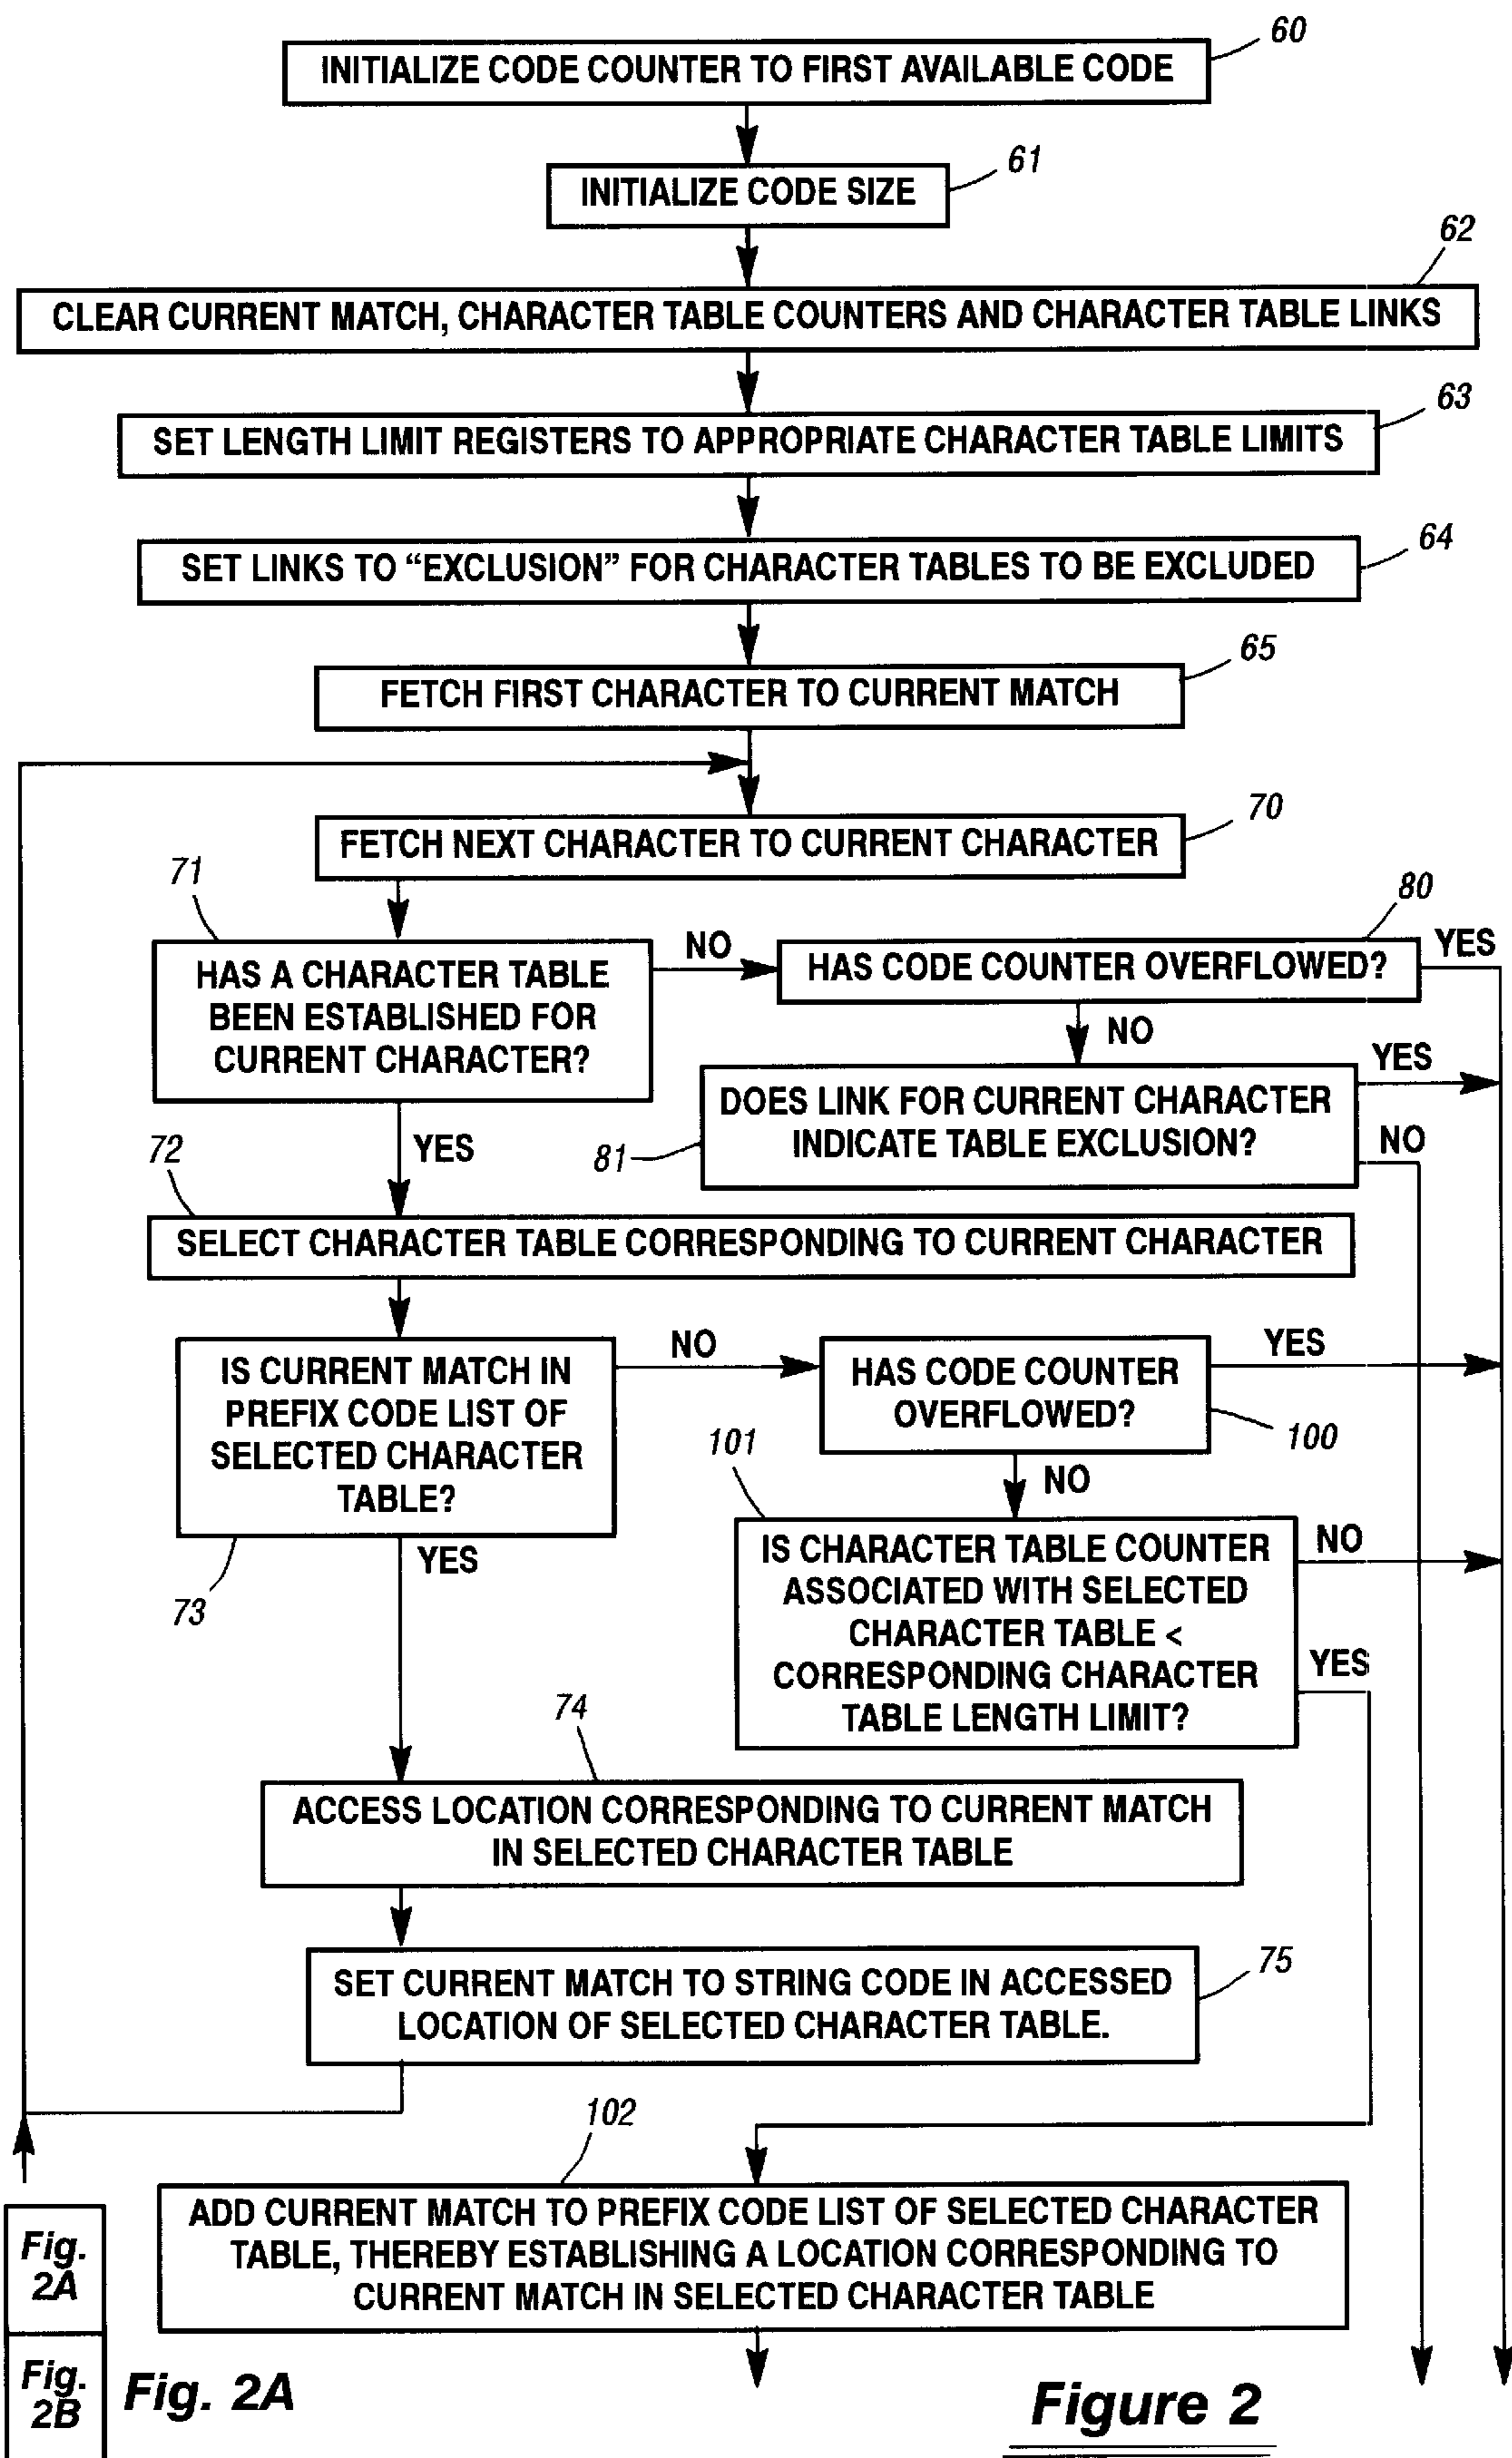 60
INITIALIZE CODE COUNTER TO FIRST AVAILABLE CODE
61
INITIALIZE CODE SIZE
62
CLEAR CURRENT MATCH, CHARACTER TABLE COUNTERS AND CHARACTER TABLE LINKS
63
SET LENGTH LIMIT REGISTERS TO APPROPRIATE CHARACTER TABLE LIMITS
64
SET LINKS TO “EXCLUSION” FOR CHARACTER TABLES TO BE EXCLUDED
65
FETCH FIRST CHARACTER TO CURRENT MATCH
70
FETCH NEXT CHARACTER TO CURRENT CHARACTER
71
HAS A CHARACTER TABLE
BEEN ESTABLISHED FOR
CURRENT CHARACTER?
NO
80
HAS CODE COUNTER OVERFLOWED?
YES
NO
DOES LINK FOR CURRENT CHARACTER
INDICATE TABLE EXCLUSION?
81
YES
NO
YES
72
SELECT CHARACTER TABLE CORRESPONDING TO CURRENT CHARACTER
IS CURRENT MATCH IN
PREFIX CODE LIST OF
SELECTED CHARACTER
TABLE?
73
NO
HAS CODE COUNTER
OVERFLOWED?
YES
100
101
NO
IS CHARACTER TABLE COUNTER
ASSOCIATED WITH SELECTED
CHARACTER TABLE <
CORRESPONDING CHARACTER
TABLE LENGTH LIMIT?
NO
YES
YES
74
ACCESS LOCATION CORRESPONDING TO CURRENT MATCH
IN SELECTED CHARACTER TABLE
75
SET CURRENT MATCH TO STRING CODE IN ACCESSED
LOCATION OF SELECTED CHARACTER TABLE.
102
ADD CURRENT MATCH TO PREFIX CODE LIST OF SELECTED CHARACTER
TABLE, THEREBY ESTABLISHING A LOCATION CORRESPONDING TO
CURRENT MATCH IN SELECTED CHARACTER TABLE
Fig.
2A
Fig.
2B
Fig. 2A
Figure 2